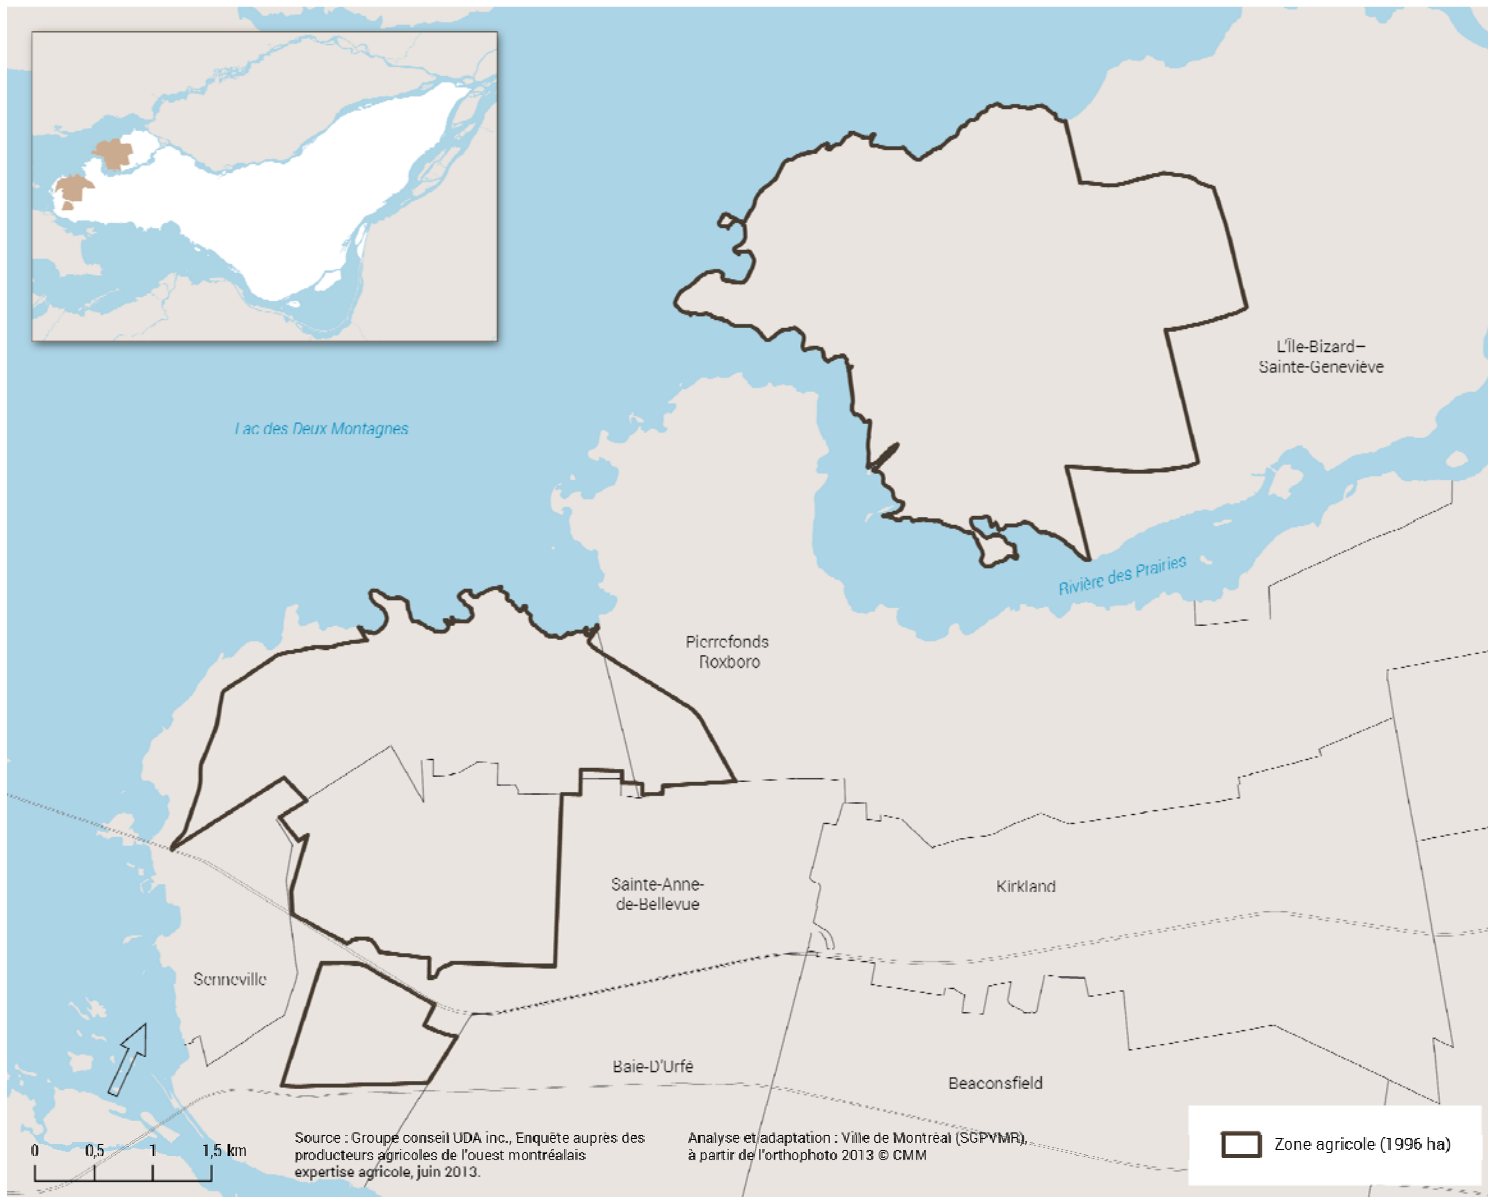 L'Île-Bizard–
Sainte-Geneviève
Lac des Deux Montagnes
Rivière des Prairies
Pierrefonds
Roxboro
Sainte-Anne-
de-Bellevue
Kirkland
Senneville
Baie-D'Urfé
Beaconsfield
0 0,5 1 1,5 km
Source : Groupe conseil UDA inc., Enquête auprès des
producteurs agricoles de l'ouest montréalais
expertise agricole, juin 2013.
Analyse et adaptation : Ville de Montréal (SGPVMR),
à partir de l'orthophoto 2013 © CMM
Zone agricole (1996 ha)